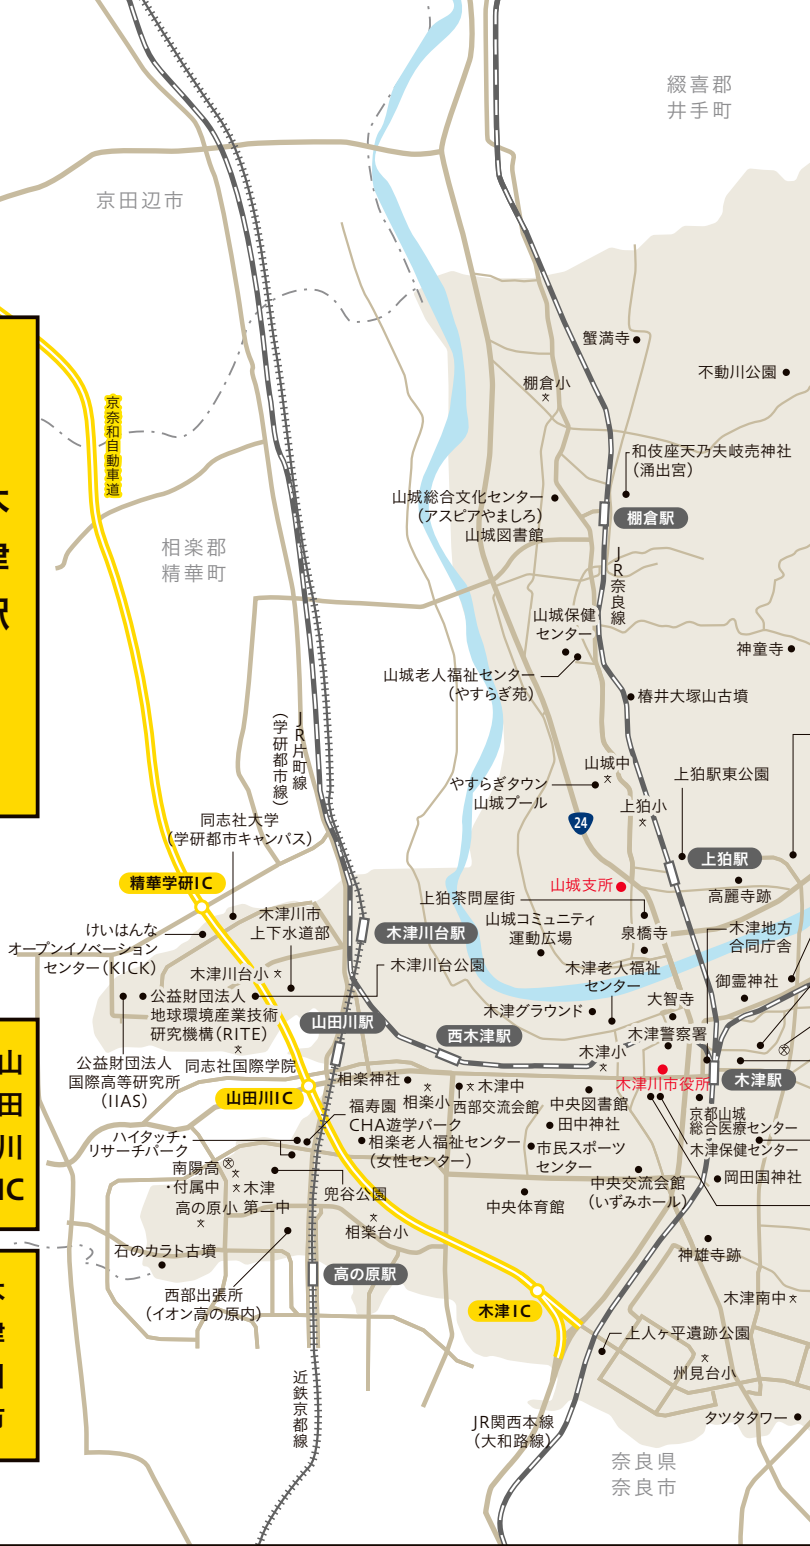 綴喜郡
井手町
京田辺市
蟹満寺
不動川公園
棚倉小
京奈和自動車道
和伎座天乃夫岐売神社
(涌出宮)
山城総合文化センター
(アスピアやましろ)
山城図書館
棚倉駅
木
津
相楽郡
精華町
JR奈良線
山城保健
センター
神童寺
山城老人福祉センター
(やすらぎ苑)
椿井大塚山古墳
JR片町線
(学研都市線)
山城中
上狛駅東公園
やすらぎタウン
山城プール
上狛小
24
同志社大学
(学研都市キャンパス)
上狛駅
精華学研IC
山城支所
高麗寺跡
上狛茶問屋街
木津川市
上下水道部
けいはんな
オープンイノベーション
センター(KICK)
木津川台駅
山城コミュニティ
運動広場
泉橋寺
木津地方
合同庁舎
木津川台小
木津川台公園
木津老人福祉
センター
御霊神社
公益財団法人
地球環境産業技術
研究機構(RITE)
大智寺
木津グラウンド
山田川駅
西木津駅
木津警察署
木津小
公益財団法人
国際高等研究所
(IIAS)
同志社国際学院
木津川市役所
木津駅
相楽神社
相楽小
木津中
西部交流会館
山田川IC
中央図書館
京都山城
総合医療センター
福寿園
CHA遊学パーク
田中神社
ハイタッチ・
リサーチパーク
相楽老人福祉センター
(女性センター)
市民スポーツ
センター
木津保健センター
南陽高
・付属中
木津
第二中
兜谷公園
中央交流会館
(いずみホール)
岡田国神社
高の原小
中央体育館
相楽台小
石のカラト古墳
神雄寺跡
高の原駅
西部出張所
(イオン高の原内)
木津IC
木津南中
上人ヶ平遺跡公園
州見台小
近鉄京都線
JR関西本線
(大和路線)
タツタタワー
奈良県
奈良市
山
田
川
IC
津